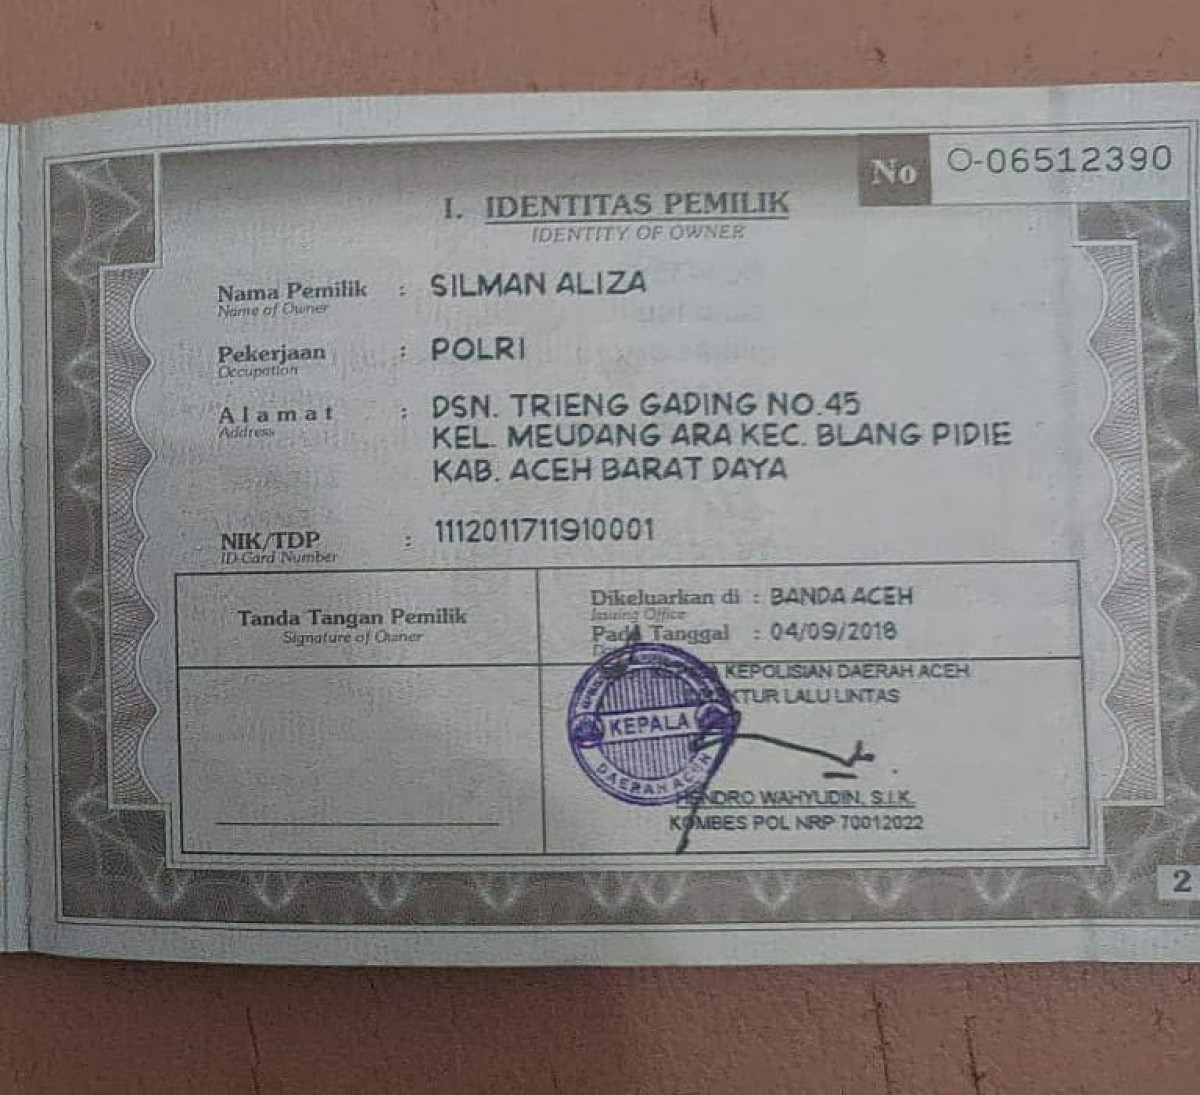 No O-06512390
I. IDENTITAS PEMILIK
IDENTITY OF OWNER
Nama Pemilik : SILMAN ALIZA
Name of Owner
Pekerjaan : POLRI
Occupation
Alamat : DSN. TRIENG GADING NO.45
Address
KEL. MEUDANG ARA KEC. BLANG PIDIE
KAB. ACEH BARAT DAYA
NIK/TDP : 1112011711910001
ID Card Number
Tanda Tangan Pemilik
Signature of Owner
Dikeluarkan di : BANDA ACEH
Issuing Office
Pada Tanggal : 04/09/2018
KEPOLISIAN DAERAH ACEH
LALU LINTAS
KEPALA
DAERAH ACEH
HENDRO WAHYUDIN, S.I.K.
KOMBES POL NRP 70012022
2